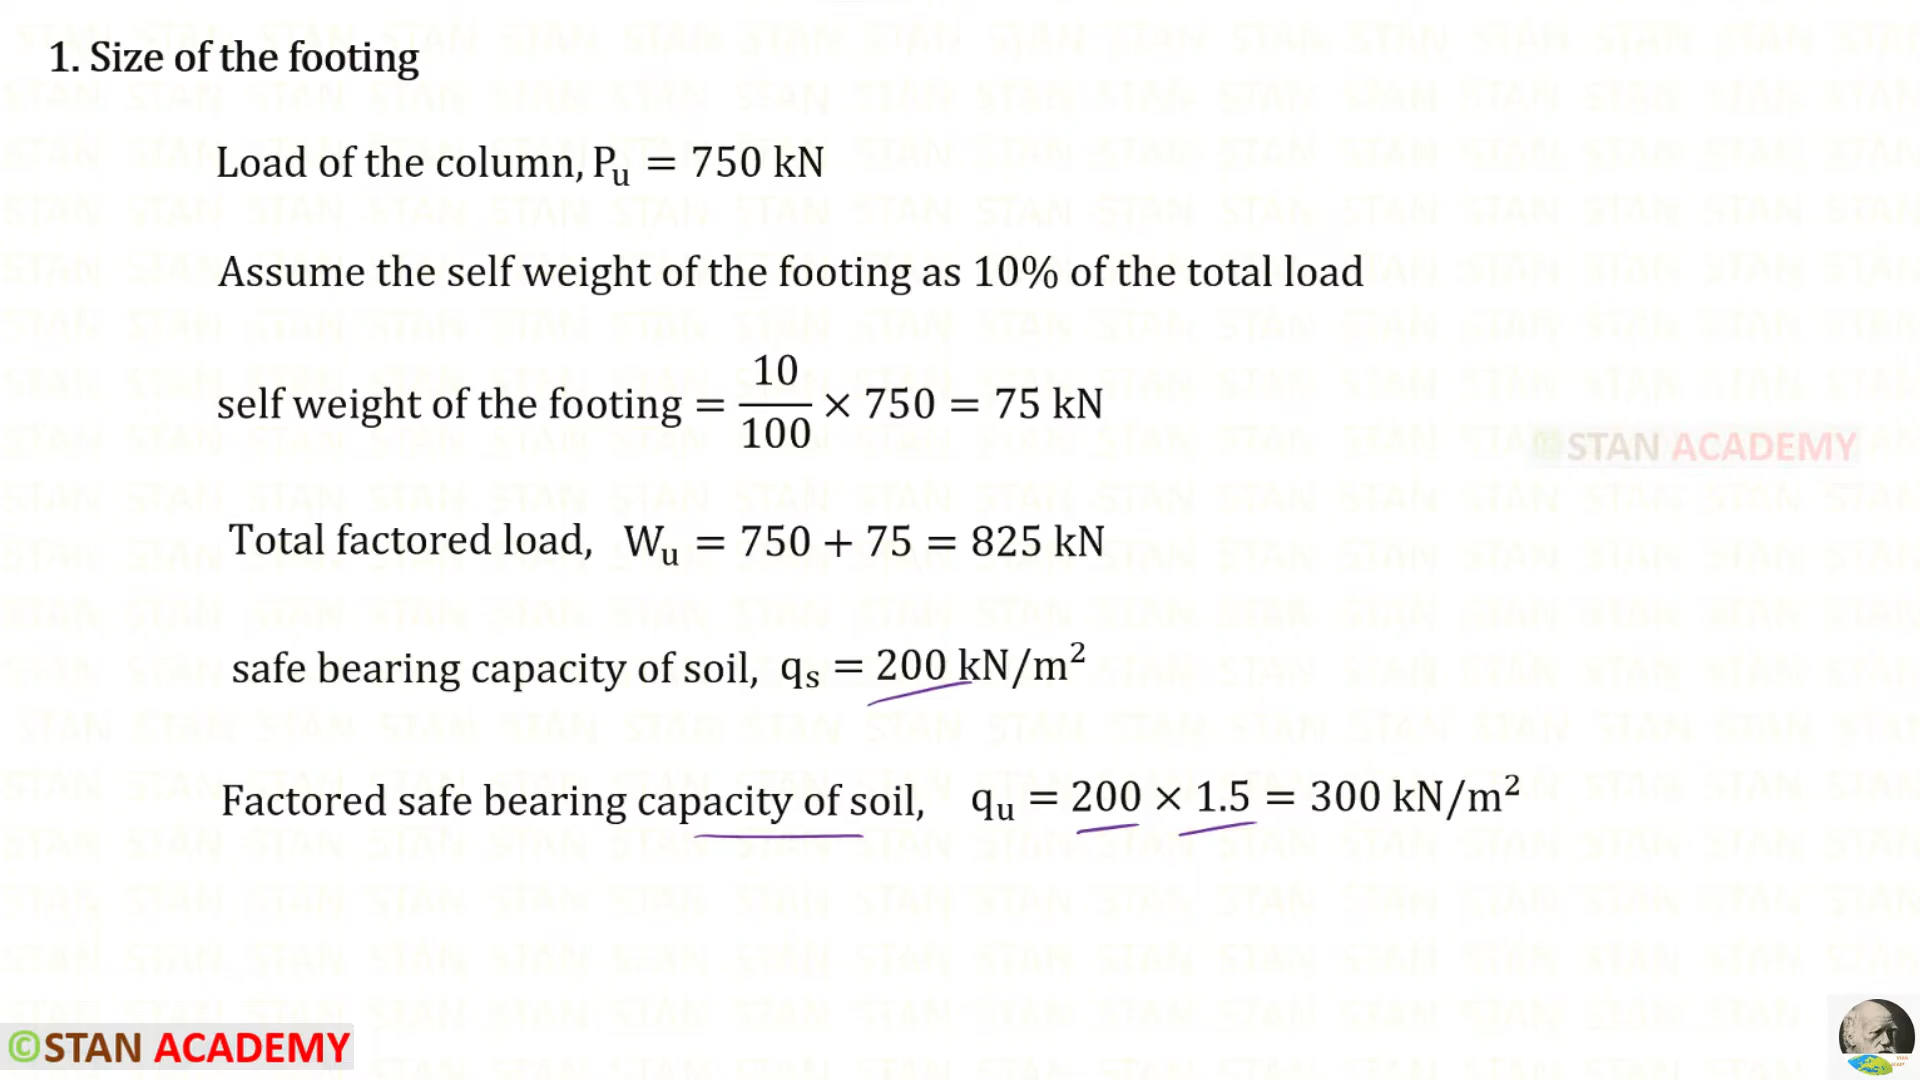 1. Size of the footing
Load of the column, Pᵤ = 750 kN
Assume the self weight of the footing as 10% of the total load
self weight of the footing = 10/100 × 750 = 75 kN
©STAN ACADEMY
Total factored load, Wᵤ = 750 + 75 = 825 kN
safe bearing capacity of soil, qₛ = 200 kN/m²
Factored safe bearing capacity of soil, qᵤ = 200 × 1.5 = 300 kN/m²
©STAN ACADEMY